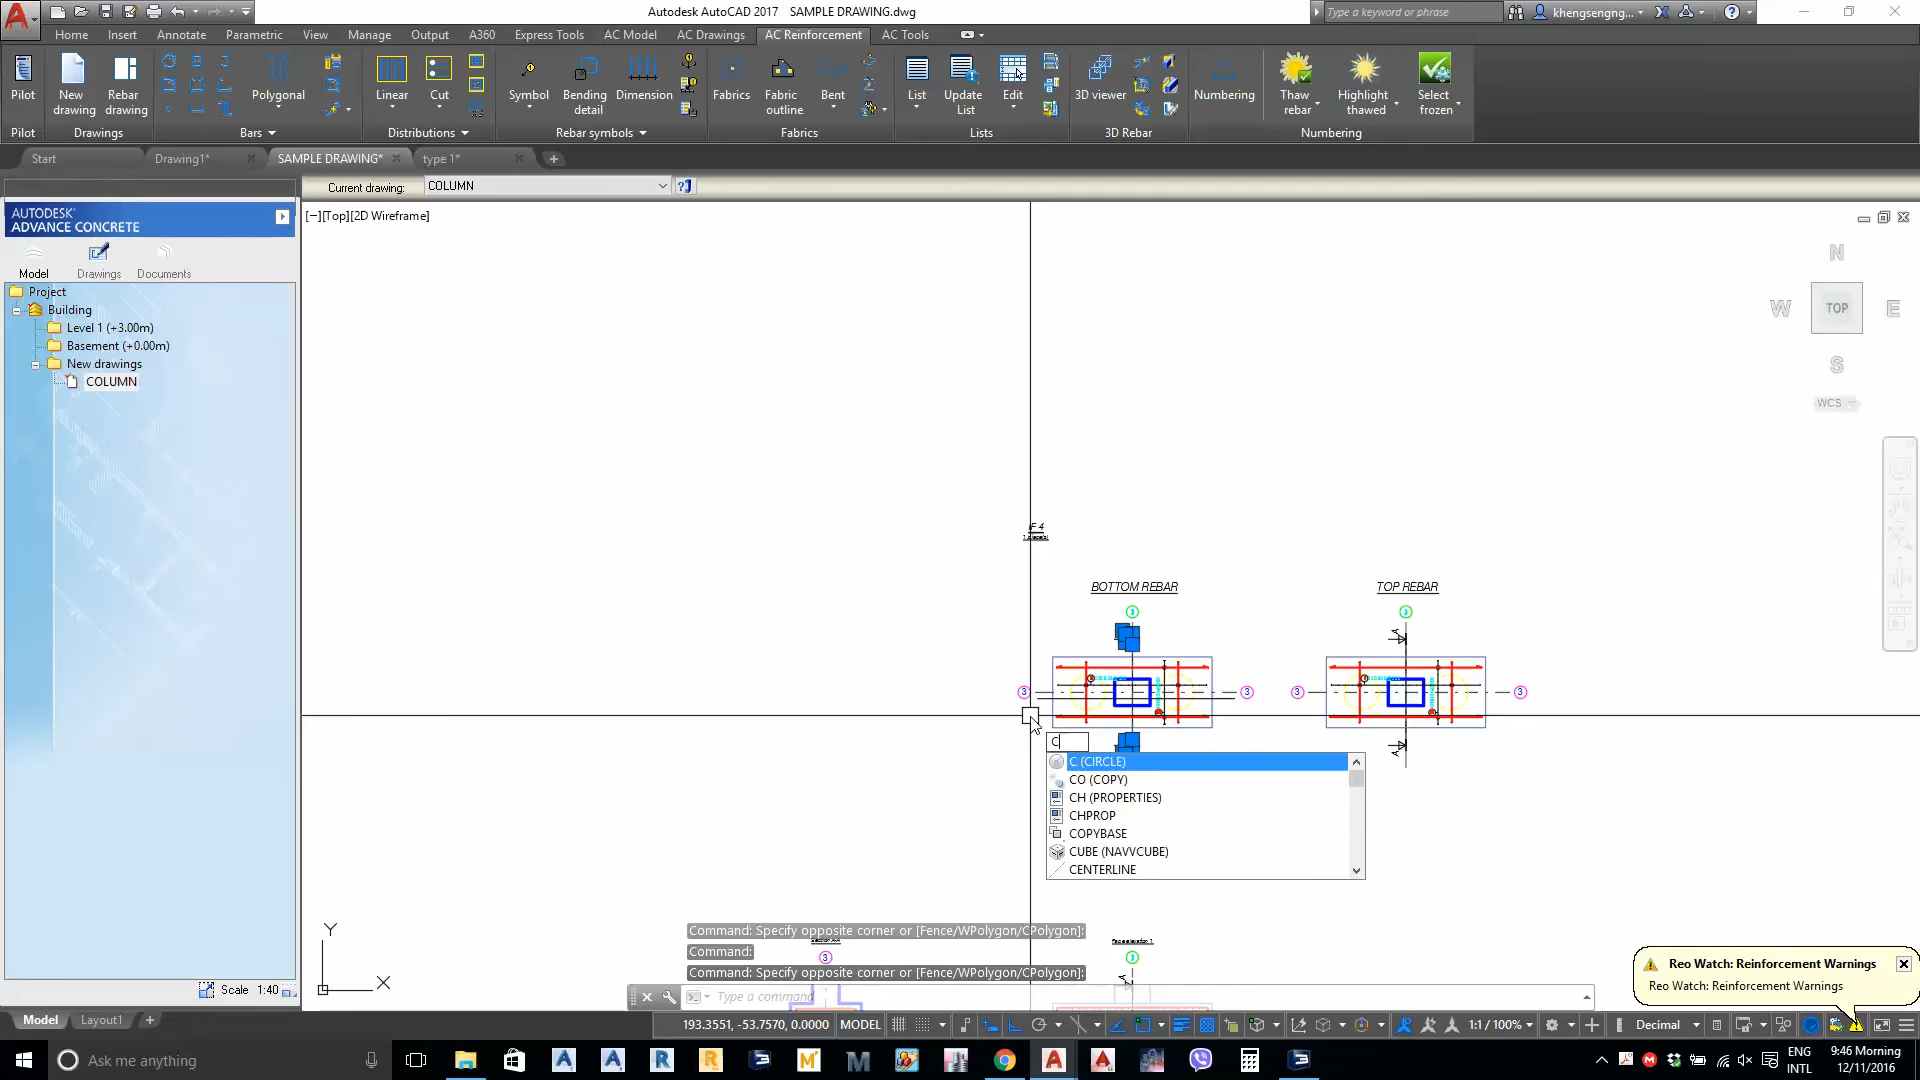 Autodesk AutoCAD 2017 SAMPLE DRAWING.dwg
Type a keyword or phrase
khengsengng...
Home Insert Annotate Parametric View Manage Output A360 Express Tools AC Model AC Drawings AC Reinforcement AC Tools
Pilot
New drawing
Rebar drawing
Polygonal
Linear
Cut
Symbol
Bending detail
Dimension
Fabrics
Fabric outline
Bent
List
Update List
Edit
3D viewer
Numbering
Thaw rebar
Highlight thawed
Select frozen
Pilot Drawings Bars Distributions Rebar symbols Fabrics Lists 3D Rebar Numbering
Start Drawing1* SAMPLE DRAWING* type 1*
Current drawing: COLUMN
AUTODESK
ADVANCE CONCRETE
Model Drawings Documents
Project
Building
Level 1 (+3.00m)
Basement (+0.00m)
New drawings
COLUMN
Scale 1:40
[−][Top][2D Wireframe]
N
W TOP E
S
WCS
IF 4
BOTTOM REBAR TOP REBAR
A
3 3 3 3
A
C
C (CIRCLE)
CO (COPY)
CH (PROPERTIES)
CHPROP
COPYBASE
CUBE (NAVVCUBE)
CENTERLINE
Y
X
Command: Specify opposite corner or [Fence/WPolygon/CPolygon]:
Command:
Command: Specify opposite corner or [Fence/WPolygon/CPolygon]:
Section A-A
3
A
Type a command
Reo Watch: Reinforcement Warnings
Reo Watch: Reinforcement Warnings
Model Layout1
193.3551, -53.7570, 0.0000 MODEL
1:1 / 100%
Decimal
Ask me anything
ENG
INTL
9:46 Morning
12/11/2016